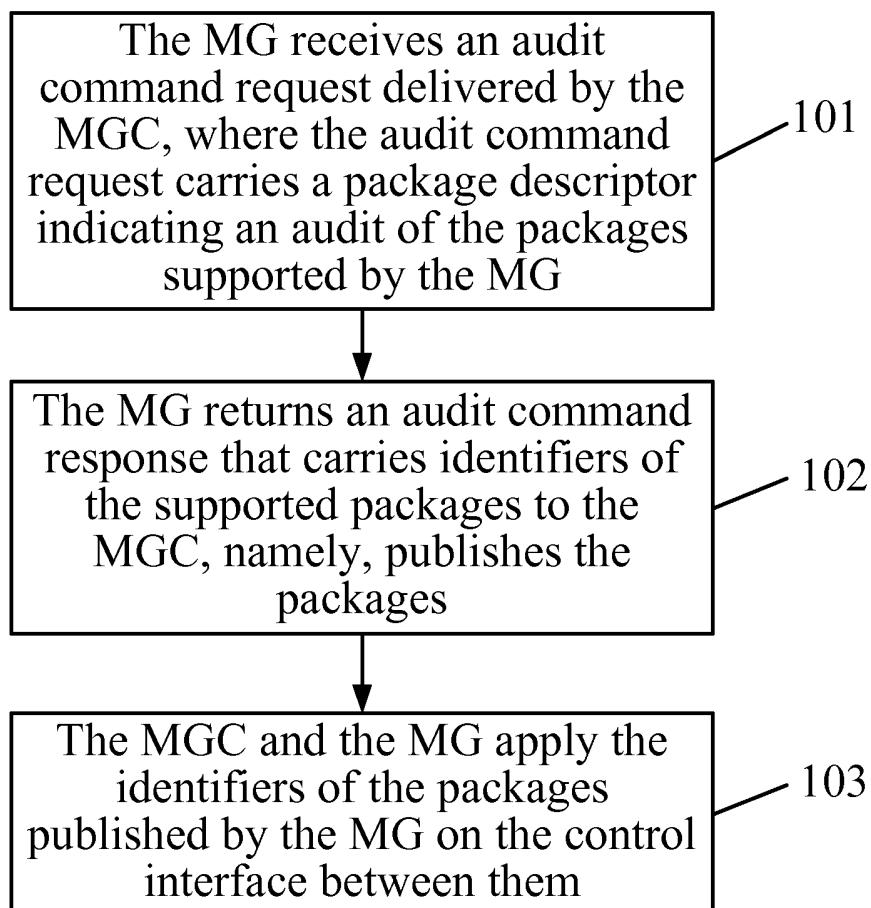 The MG receives an audit
command request delivered by the
MGC, where the audit command
request carries a package descriptor
indicating an audit of the packages
supported by the MG
101
The MG returns an audit command
response that carries identifiers of
the supported packages to the
MGC, namely, publishes the
packages
102
The MGC and the MG apply the
identifiers of the packages
published by the MG on the control
interface between them
103